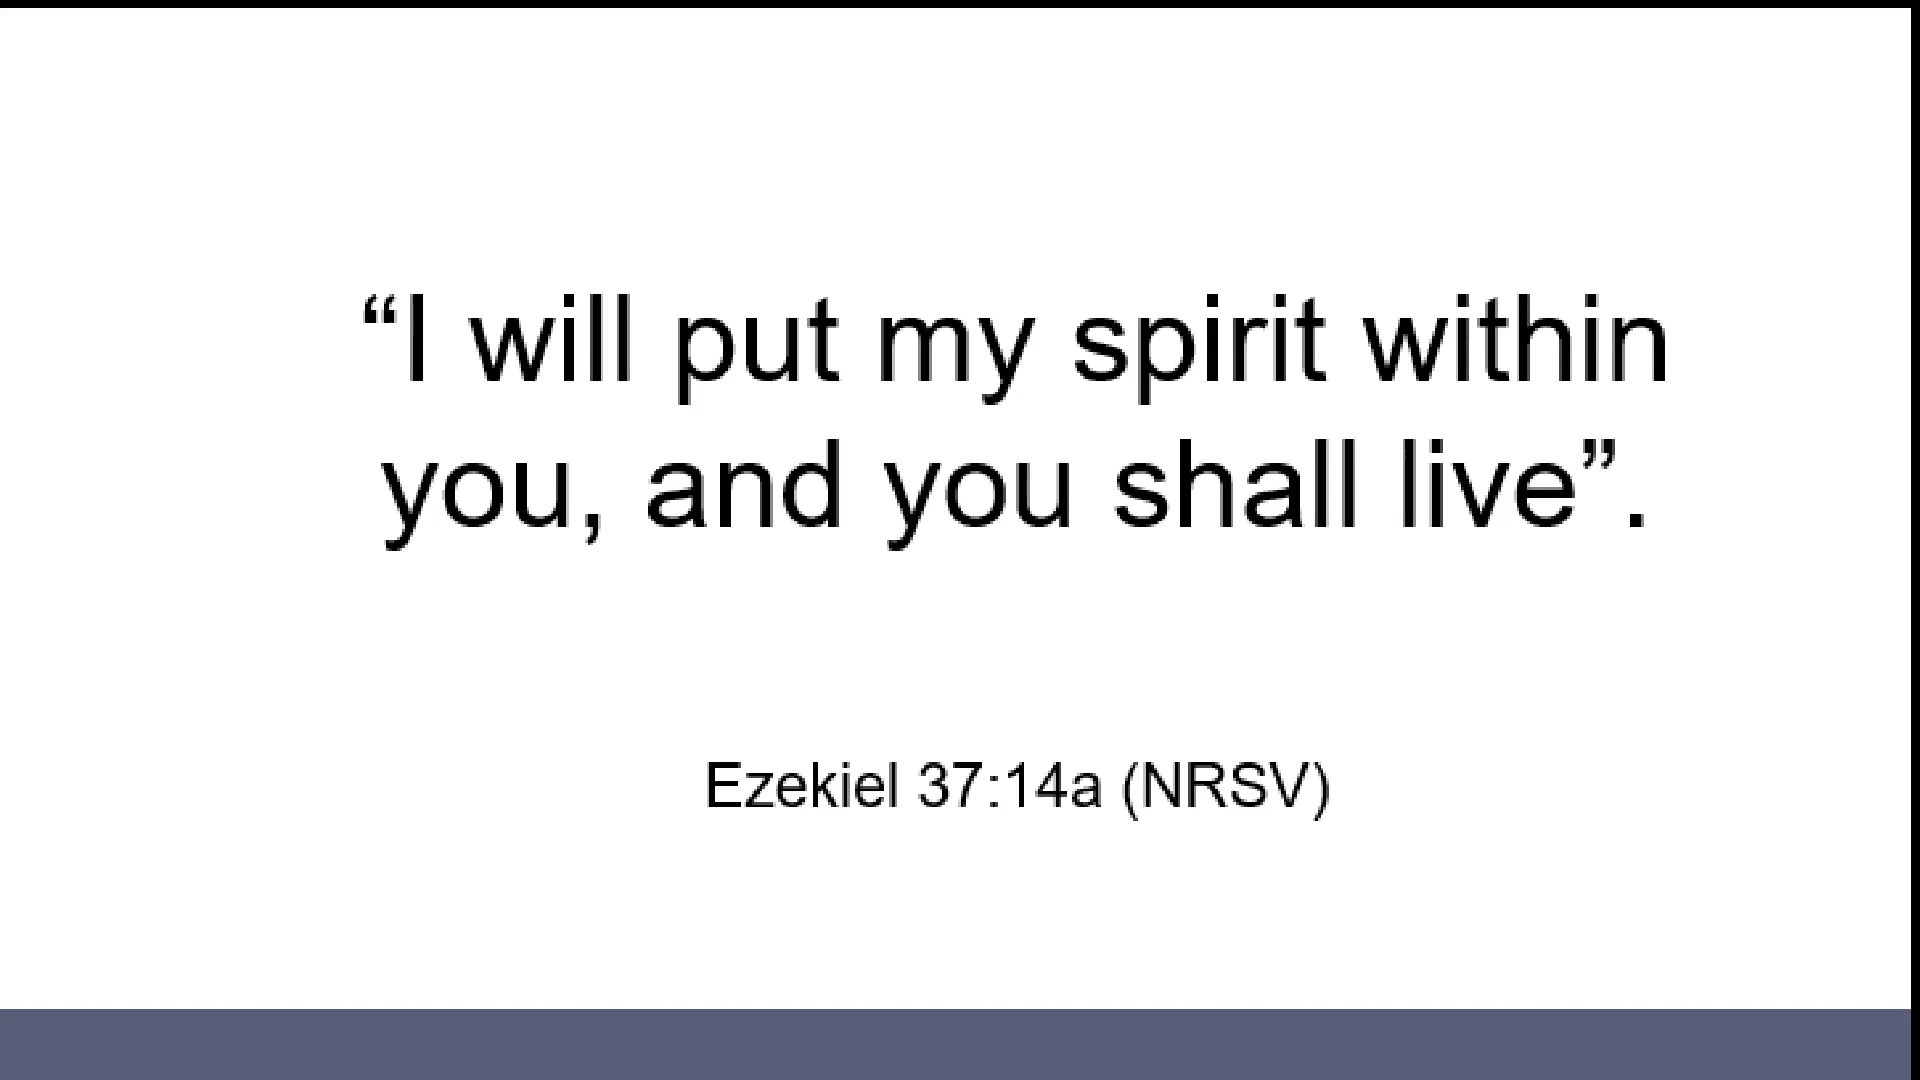 “I will put my spirit within
you, and you shall live”.
Ezekiel 37:14a (NRSV)